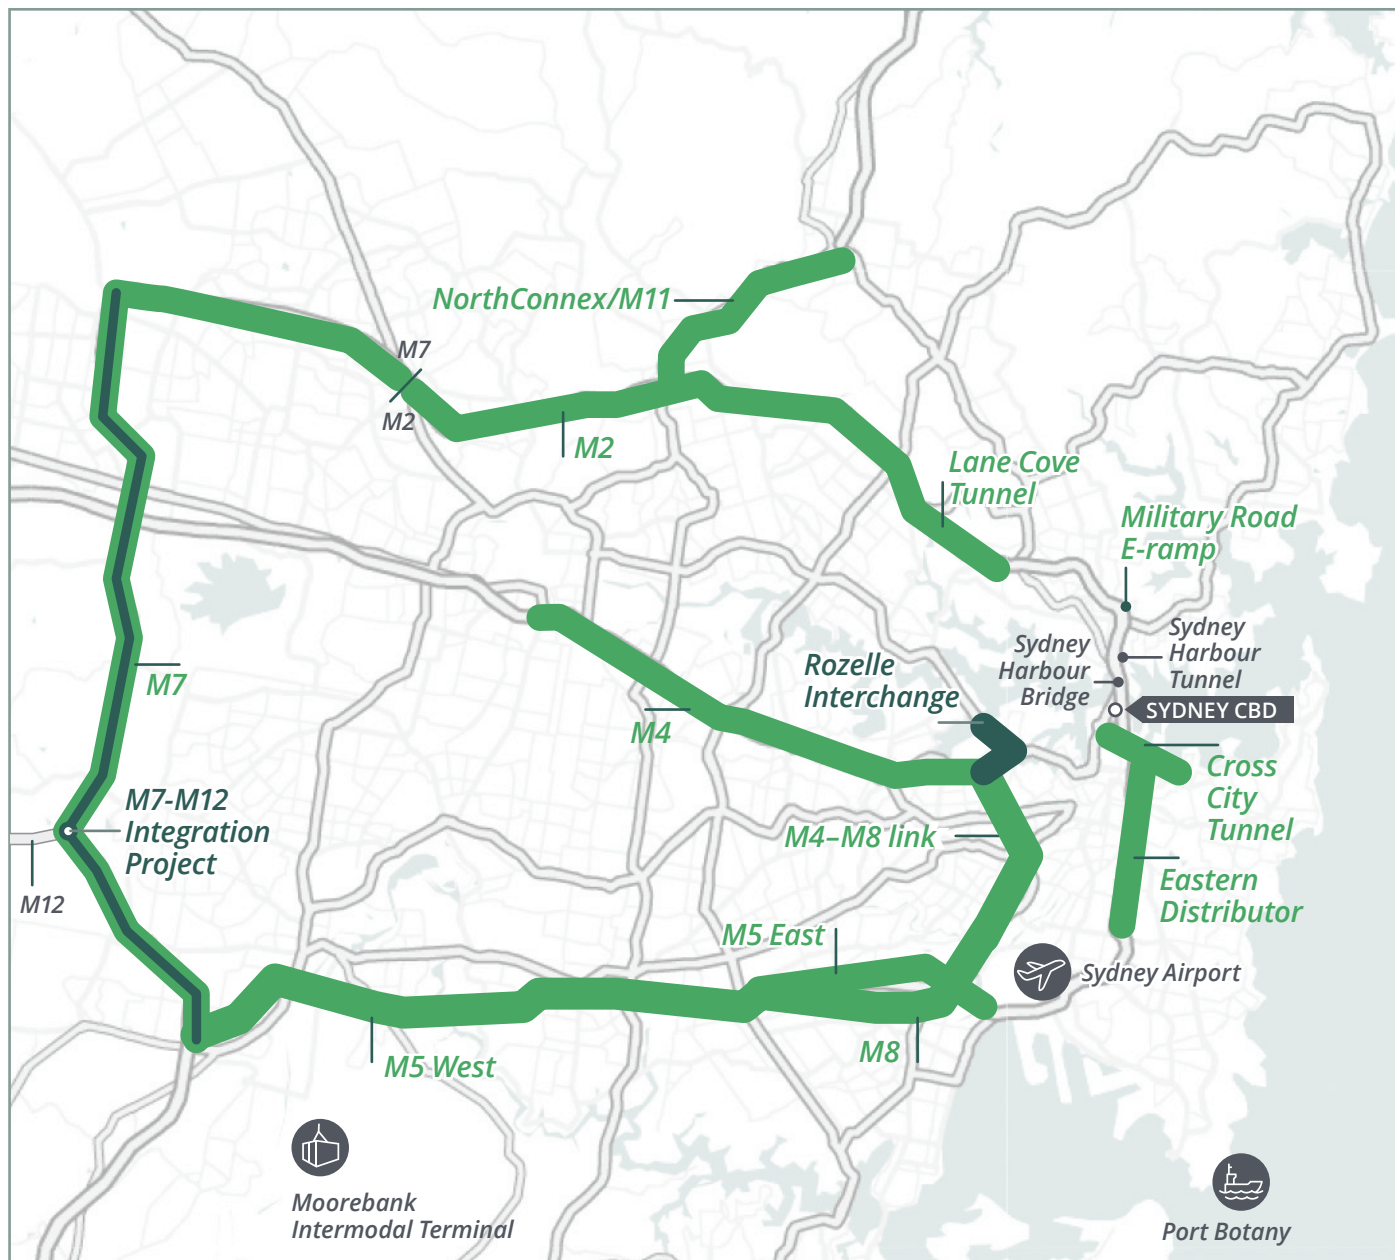 NorthConnex/M11
M7
M2
M2
Lane Cove
Tunnel
Military Road
E-ramp
Sydney
Harbour
Tunnel
Sydney
Harbour
Bridge
SYDNEY CBD
Rozelle
Interchange
M7
M4
Cross
City
Tunnel
M7-M12
Integration
Project
M4–M8 link
M12
Eastern
Distributor
M5 East
Sydney Airport
M8
M5 West
Moorebank
Intermodal Terminal
Port Botany